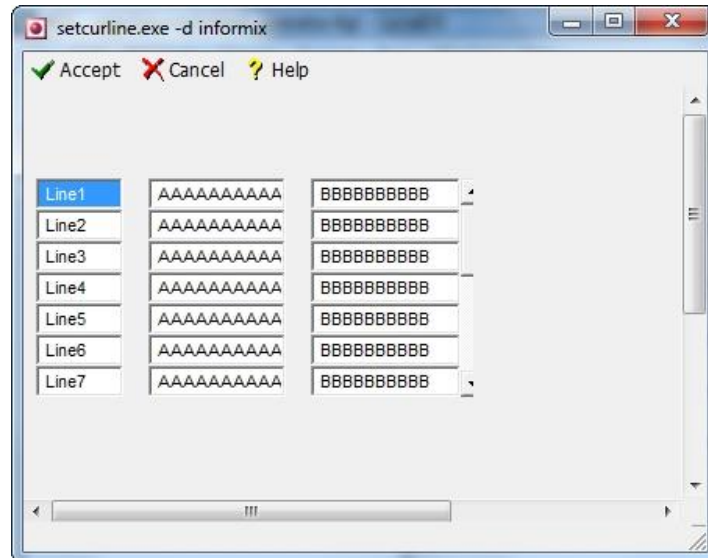 setcurline.exe -d informix
Accept Cancel ? Help
Line1 AAAAAAAAAA BBBBBBBBBB
Line2 AAAAAAAAAA BBBBBBBBBB
Line3 AAAAAAAAAA BBBBBBBBBB
Line4 AAAAAAAAAA BBBBBBBBBB
Line5 AAAAAAAAAA BBBBBBBBBB
Line6 AAAAAAAAAA BBBBBBBBBB
Line7 AAAAAAAAAA BBBBBBBBBB